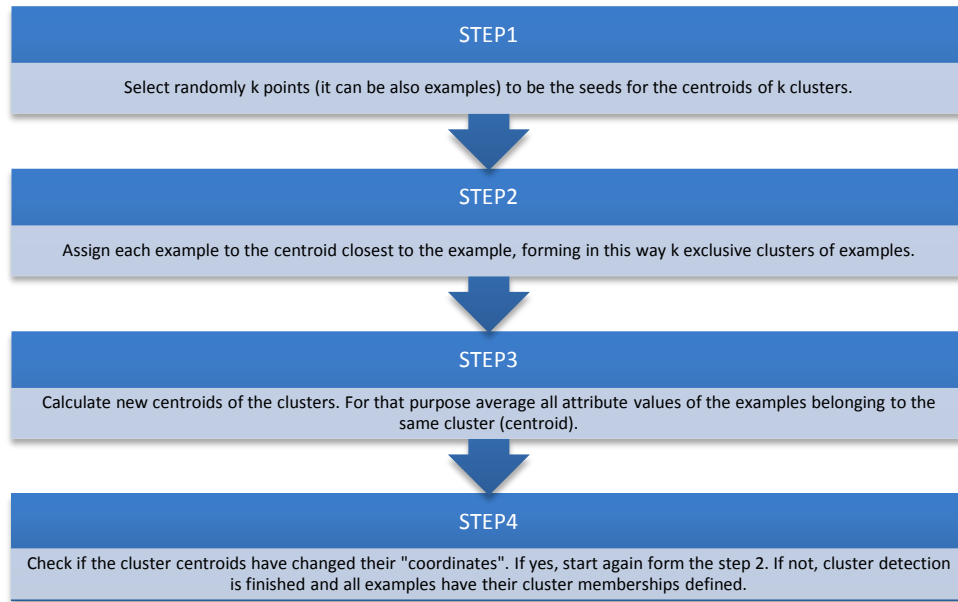 STEP1
Select randomly k points (it can be also examples) to be the seeds for the centroids of k clusters.
STEP2
Assign each example to the centroid closest to the example, forming in this way k exclusive clusters of examples.
STEP3
Calculate new centroids of the clusters. For that purpose average all attribute values of the examples belonging to the
same cluster (centroid).
STEP4
Check if the cluster centroids have changed their "coordinates". If yes, start again form the step 2. If not, cluster detection
is finished and all examples have their cluster memberships defined.